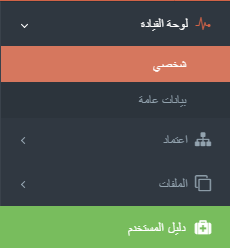 لوحة القيادة
شخصي
بيانات عامة
اعتماد
الملفات
دليل المستخدم